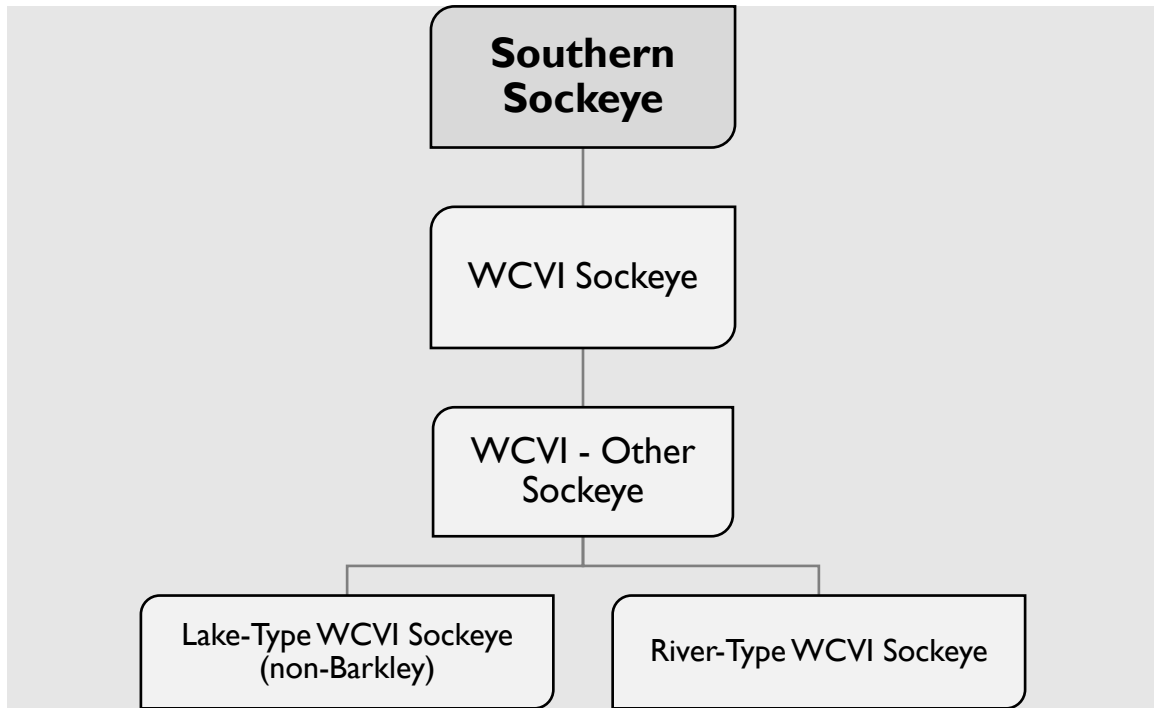 Southern
Sockeye
WCVI Sockeye
WCVI - Other
Sockeye
Lake-Type WCVI Sockeye
(non-Barkley)
River-Type WCVI Sockeye